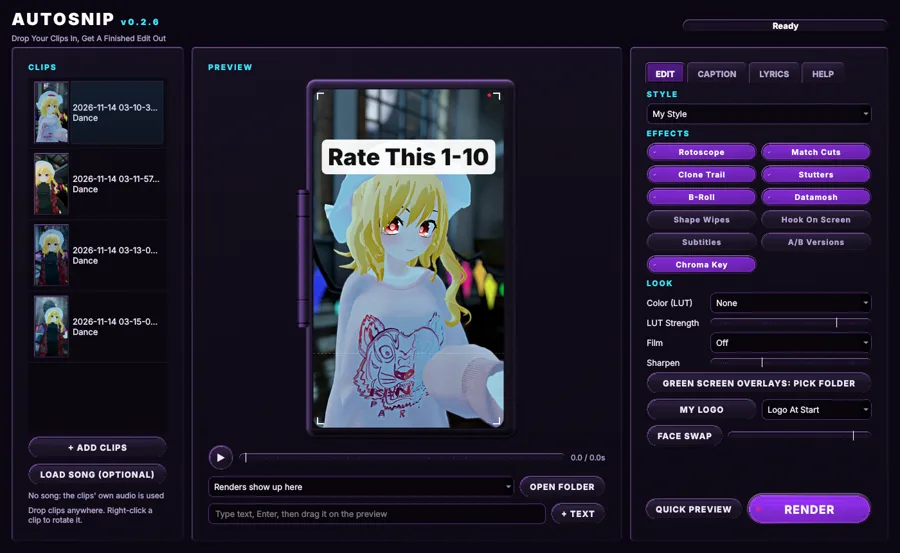 AUTOSNIP v0.2.6
Drop Your Clips In, Get A Finished Edit Out
Ready
CLIPS
2026-11-14 03-10-3...
Dance
2026-11-14 03-11-57...
Dance
2026-11-14 03-13-0...
Dance
2026-11-14 03-15-0...
Dance
+ ADD CLIPS
LOAD SONG (OPTIONAL)
No song: the clips' own audio is used
Drop clips anywhere. Right-click a
clip to rotate it.
PREVIEW
Rate This 1-10
0.0 / 0.0s
Renders show up here
OPEN FOLDER
Type text, Enter, then drag it on the preview
+ TEXT
EDIT
CAPTION
LYRICS
HELP
STYLE
My Style
EFFECTS
Rotoscope
Match Cuts
Clone Trail
Stutters
B-Roll
Datamosh
Shape Wipes
Hook On Screen
Subtitles
A/B Versions
Chroma Key
LOOK
Color (LUT)
None
LUT Strength
Film
Off
Sharpen
GREEN SCREEN OVERLAYS: PICK FOLDER
MY LOGO
Logo At Start
FACE SWAP
QUICK PREVIEW
RENDER